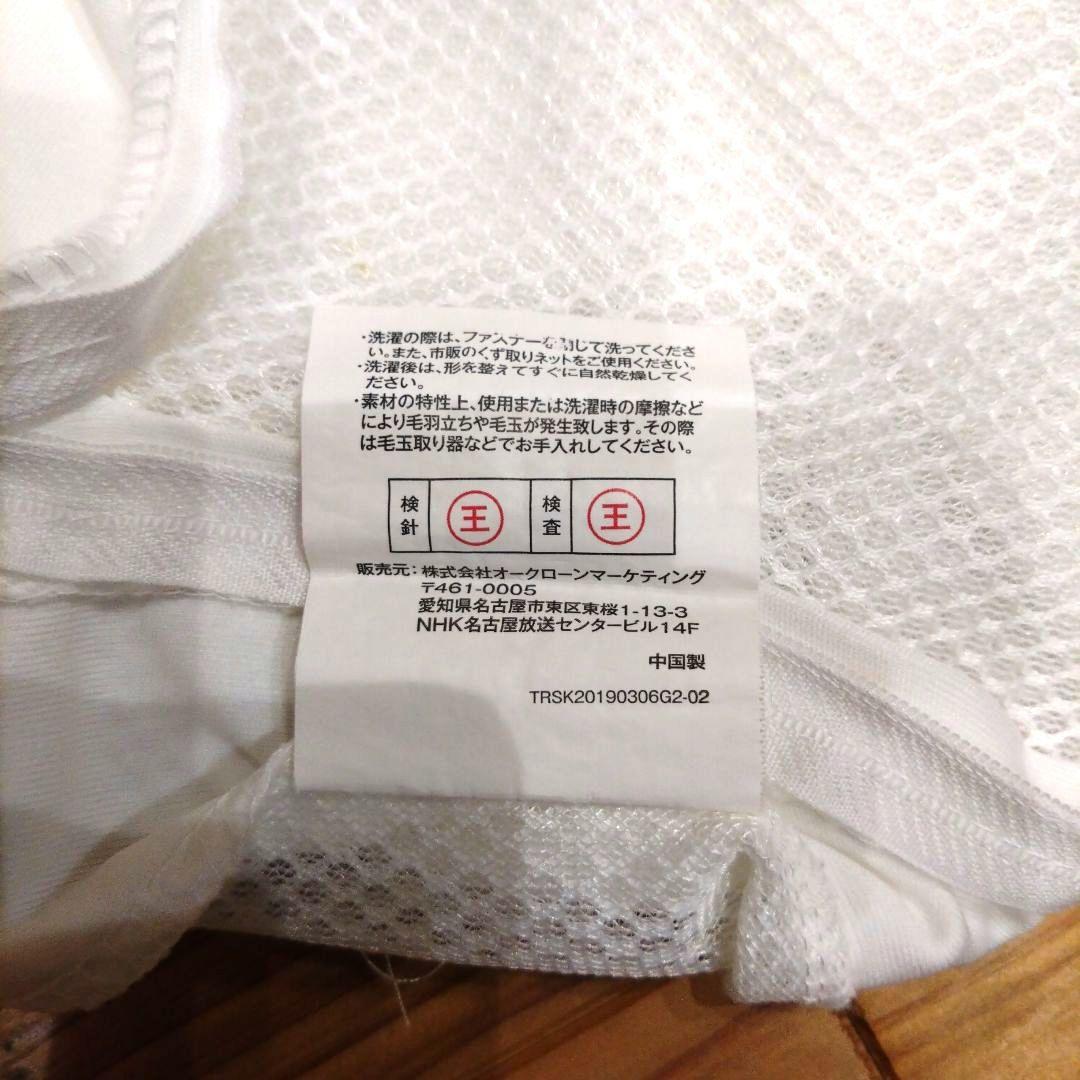 ・洗濯の際は、ファスナーを閉じて洗ってくださ
い。また、市販のくず取りネットをご使用ください。
・洗濯後は、形を整えてすぐに自然乾燥してく
ださい。
・素材の特性上、使用または洗濯時の摩擦など
により毛羽立ちや毛玉が発生致します。その際
は毛玉取り器などでお手入れしてください。
検針 王 検査 王
販売元：株式会社オークローンマーケティング
〒461-0005
愛知県名古屋市東区東桜1-13-3
NHK名古屋放送センタービル14F
中国製
TRSK20190306G2-02